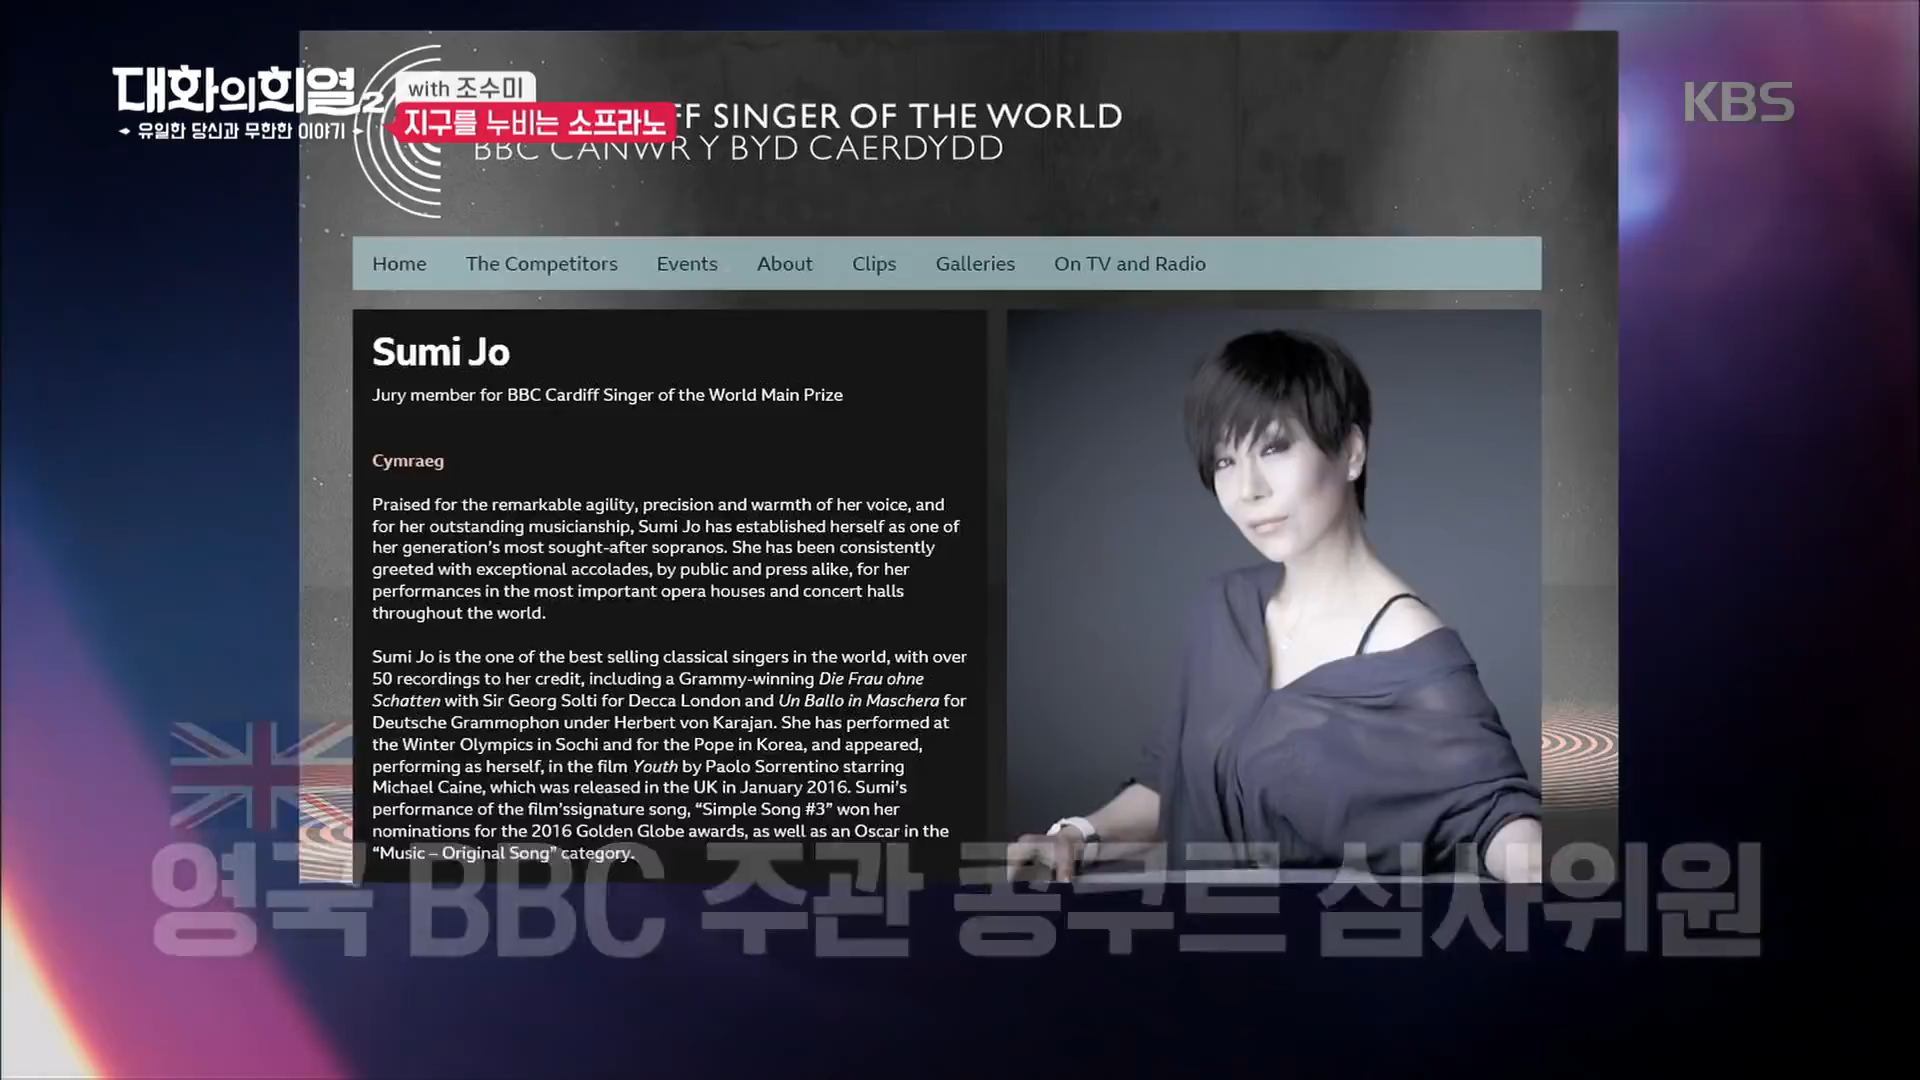 대화의희열2
유일한 당신과 무한한 이야기
with 조수미
지구를 누비는 소프라노
KBS
FF SINGER OF THE WORLD
BBC CANWR Y BYD CAERDYDD
Home The Competitors Events About Clips Galleries On TV and Radio
Sumi Jo
Jury member for BBC Cardiff Singer of the World Main Prize
Cymraeg
Praised for the remarkable agility, precision and warmth of her voice, and
for her outstanding musicianship, Sumi Jo has established herself as one of
her generation's most sought-after sopranos. She has been consistently
greeted with exceptional accolades, by public and press alike, for her
performances in the most important opera houses and concert halls
throughout the world.
Sumi Jo is the one of the best selling classical singers in the world, with over
50 recordings to her credit, including a Grammy-winning Die Frau ohne
Schatten with Sir Georg Solti for Decca London and Un Ballo in Maschera for
Deutsche Grammophon under Herbert von Karajan. She has performed at
the Winter Olympics in Sochi and for the Pope in Korea, and appeared,
performing as herself, in the film Youth by Paolo Sorrentino starring
Michael Caine, which was released in the UK in January 2016. Sumi's
performance of the film'ssignature song, “Simple Song #3” won her
nominations for the 2016 Golden Globe awards, as well as an Oscar in the
“Music – Original Song” category.
영국 BBC 주관 콩쿠르 심사위원